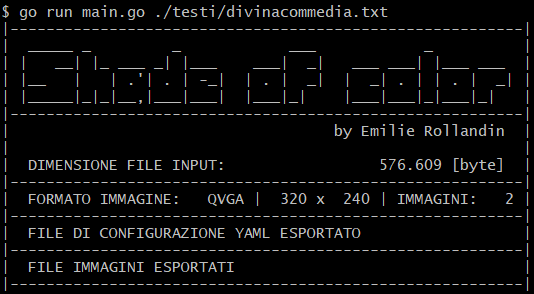 $ go run main.go ./testi/divinacommedia.txt
Shade of color
by Emilie Rollandin
DIMENSIONE FILE INPUT: 576.609 [byte]
FORMATO IMMAGINE: QVGA | 320 x 240 | IMMAGINI: 2
FILE DI CONFIGURAZIONE YAML ESPORTATO
FILE IMMAGINI ESPORTATI